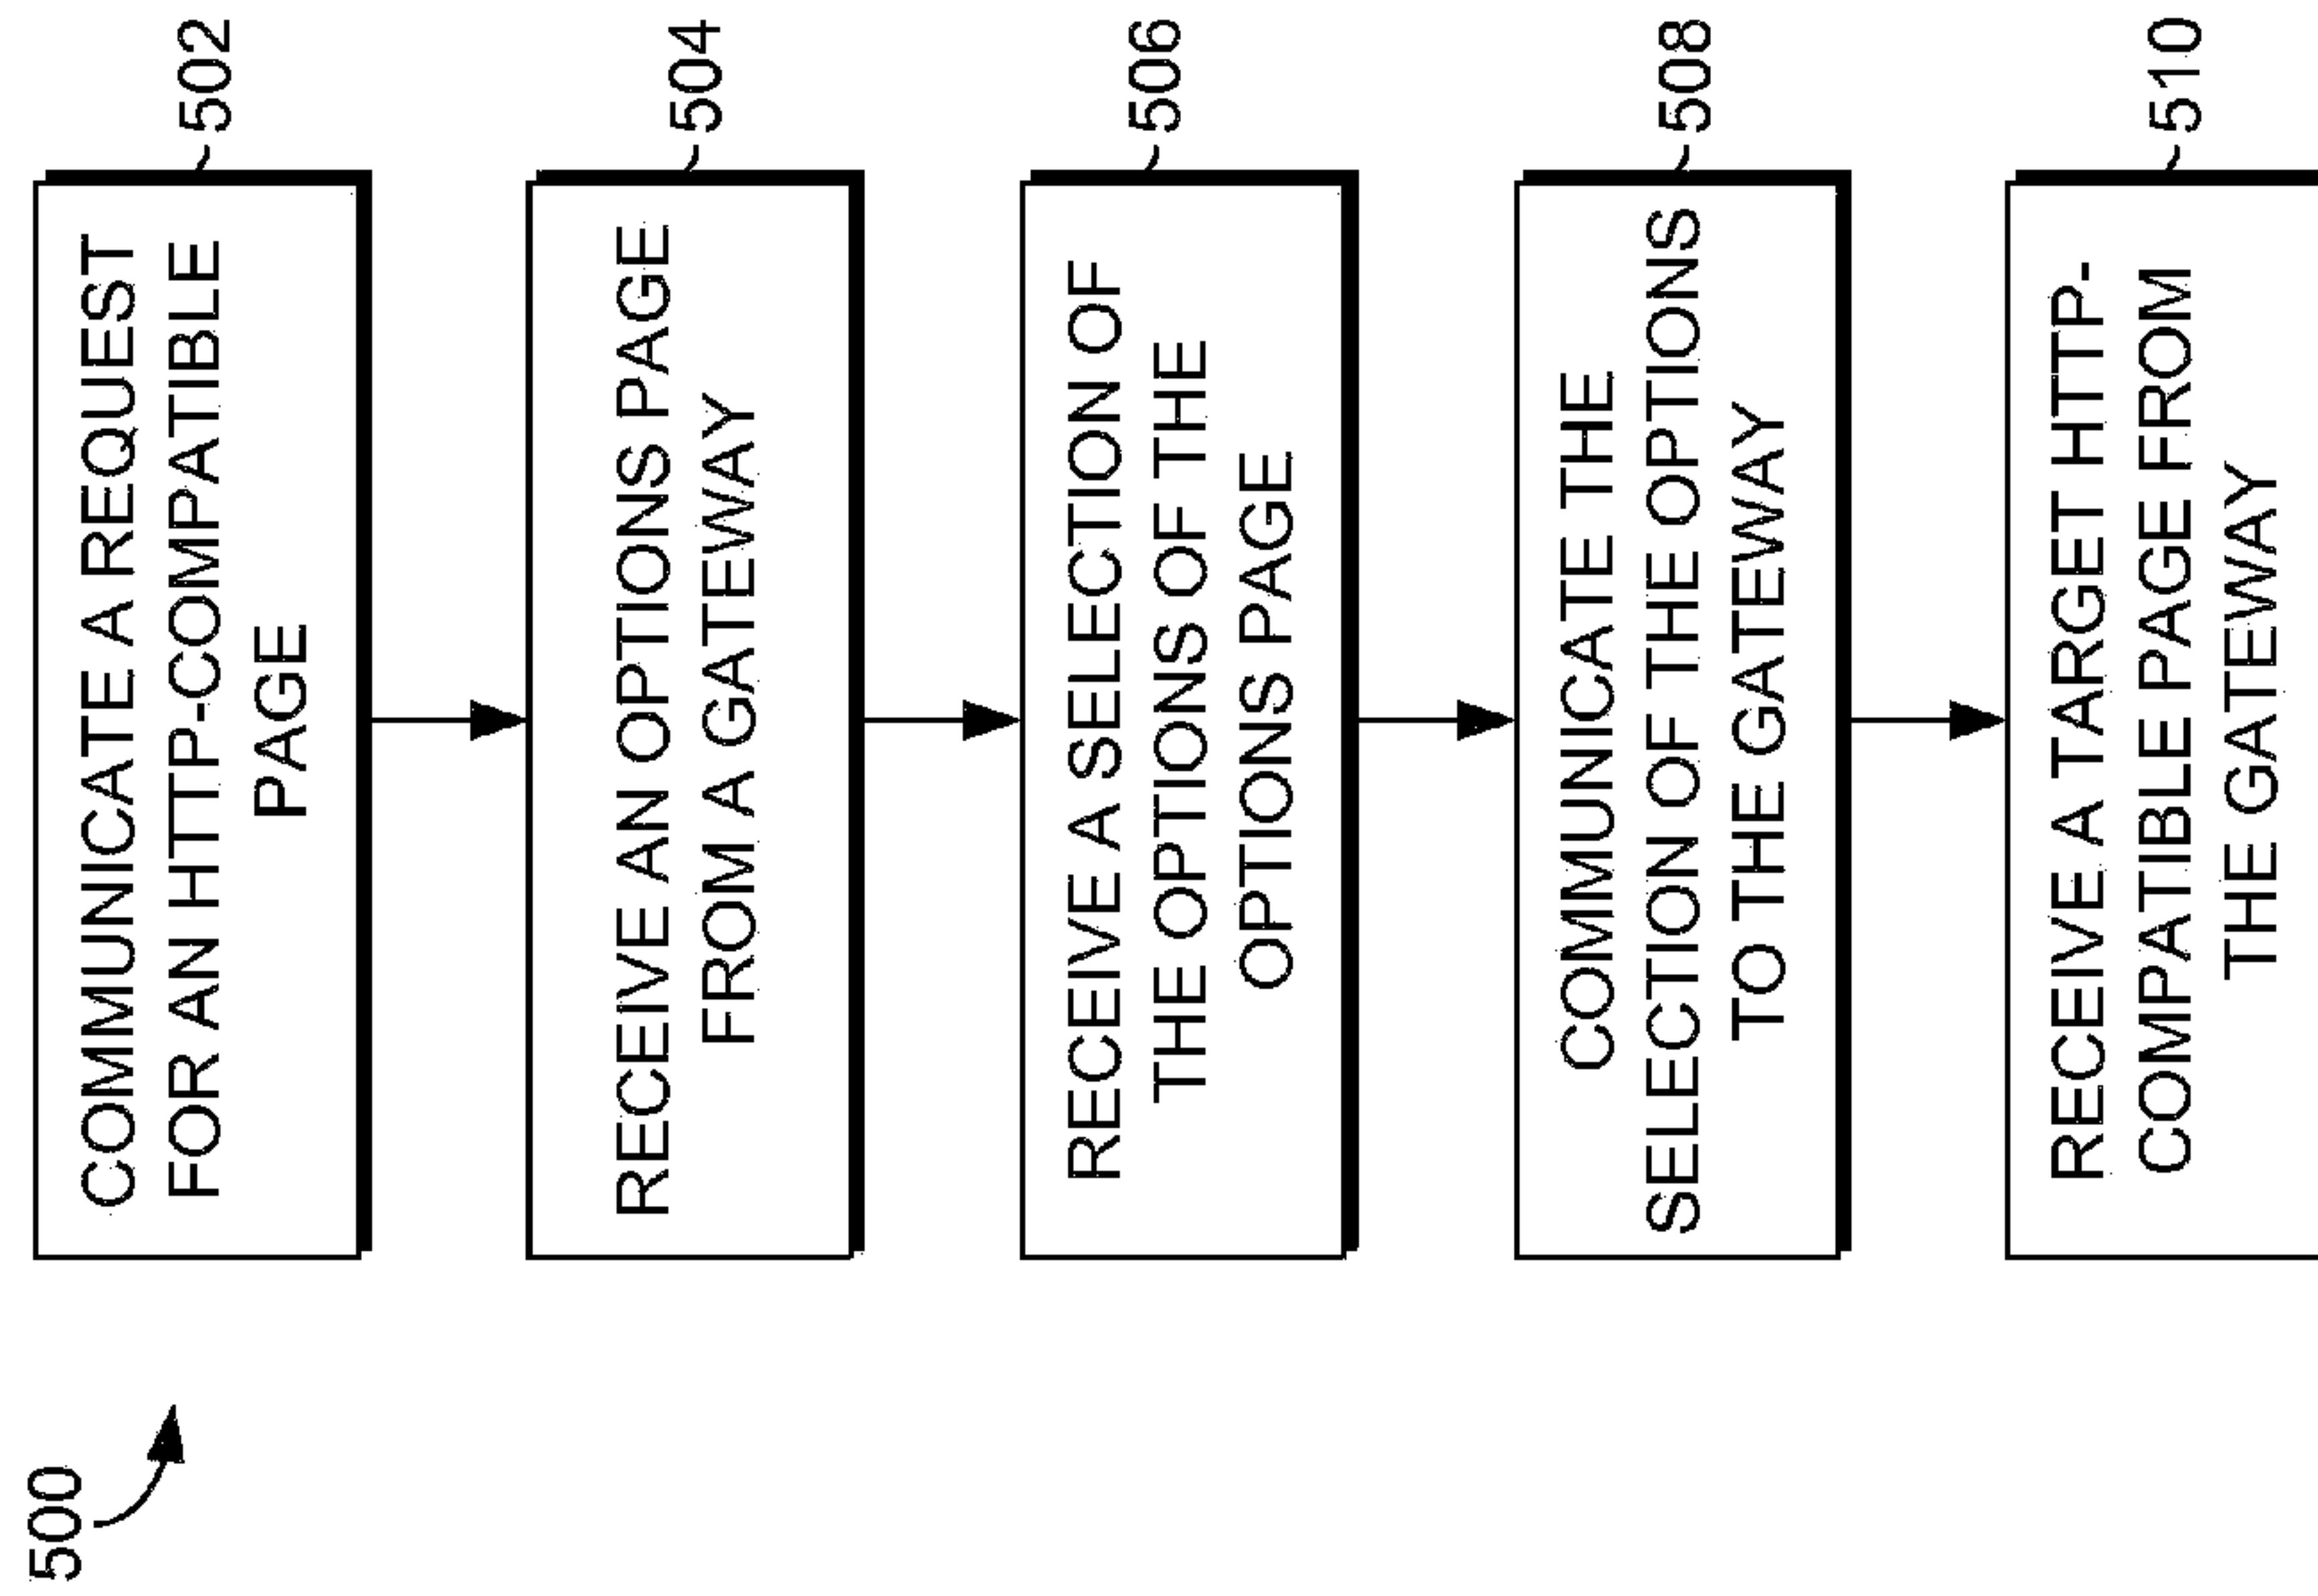 500
COMMUNICATE A REQUEST
FOR AN HTTP-COMPATIBLE
PAGE
502
RECEIVE AN OPTIONS PAGE
FROM A GATEWAY
504
RECEIVE A SELECTION OF
THE OPTIONS OF THE
OPTIONS PAGE
506
COMMUNICATE THE
SELECTION OF THE OPTIONS
TO THE GATEWAY
508
RECEIVE A TARGET HTTP-
COMPATIBLE PAGE FROM
THE GATEWAY
510